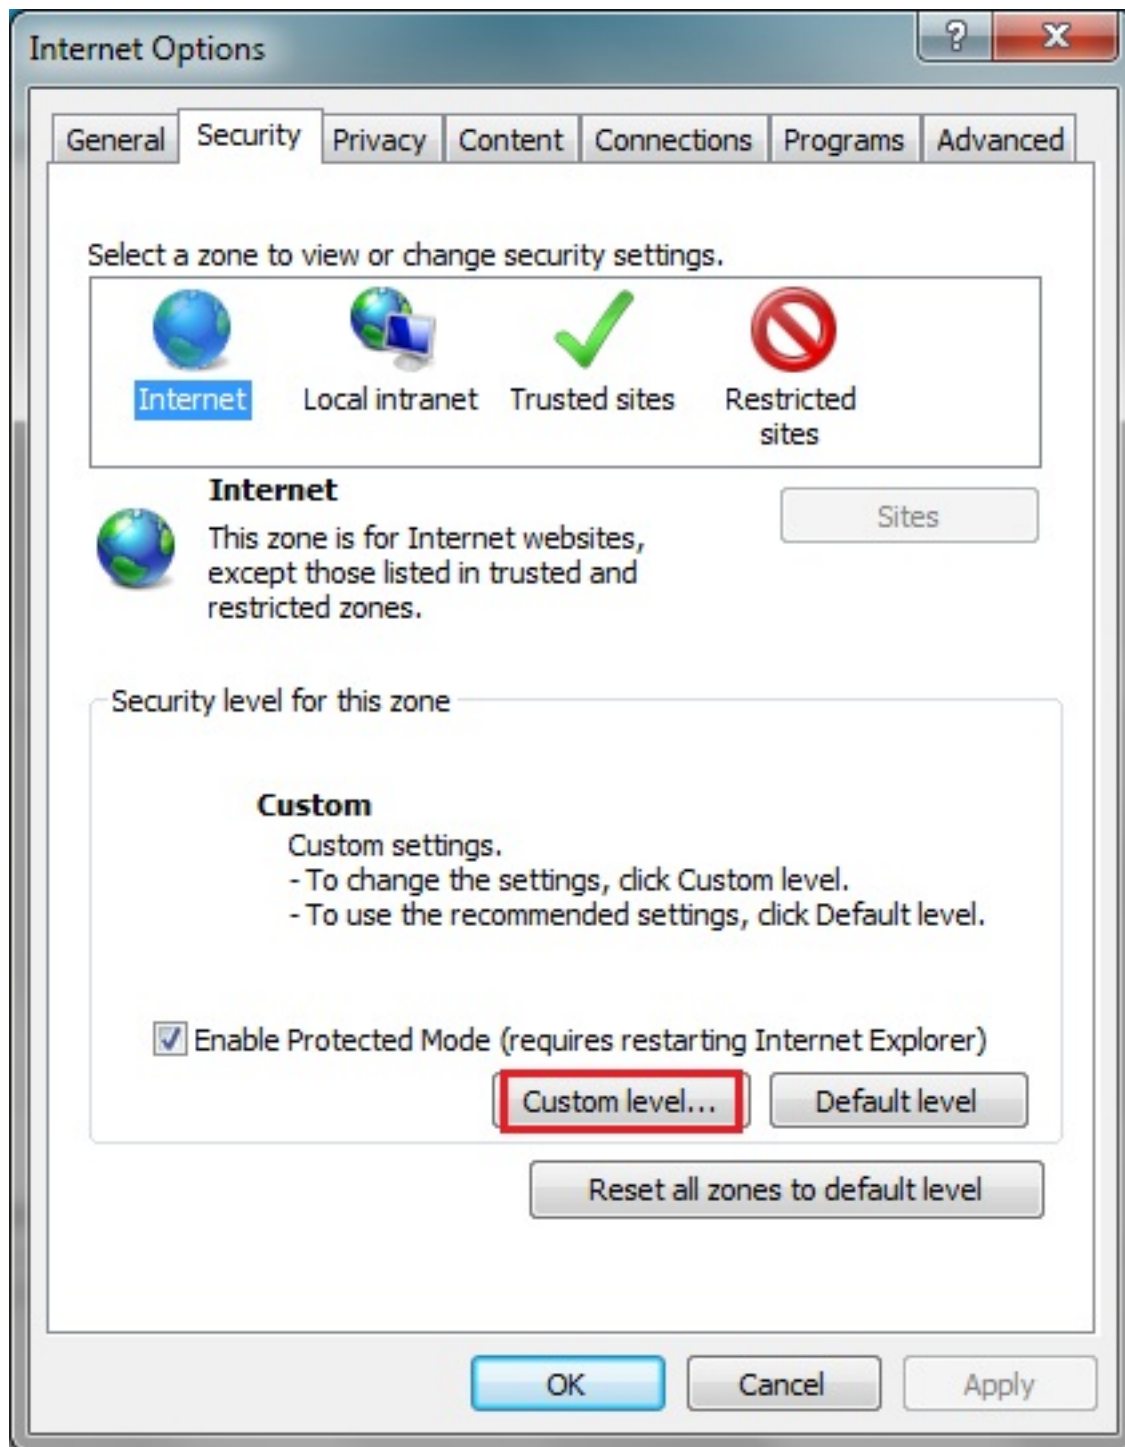 Internet Options
?
X
General Security Privacy Content Connections Programs Advanced
Select a zone to view or change security settings.
Internet Local intranet Trusted sites Restricted
sites
Internet
Sites
This zone is for Internet websites,
except those listed in trusted and
restricted zones.
Security level for this zone
Custom
Custom settings.
- To change the settings, click Custom level.
- To use the recommended settings, click Default level.
Enable Protected Mode (requires restarting Internet Explorer)
Custom level... Default level
Reset all zones to default level
OK Cancel Apply